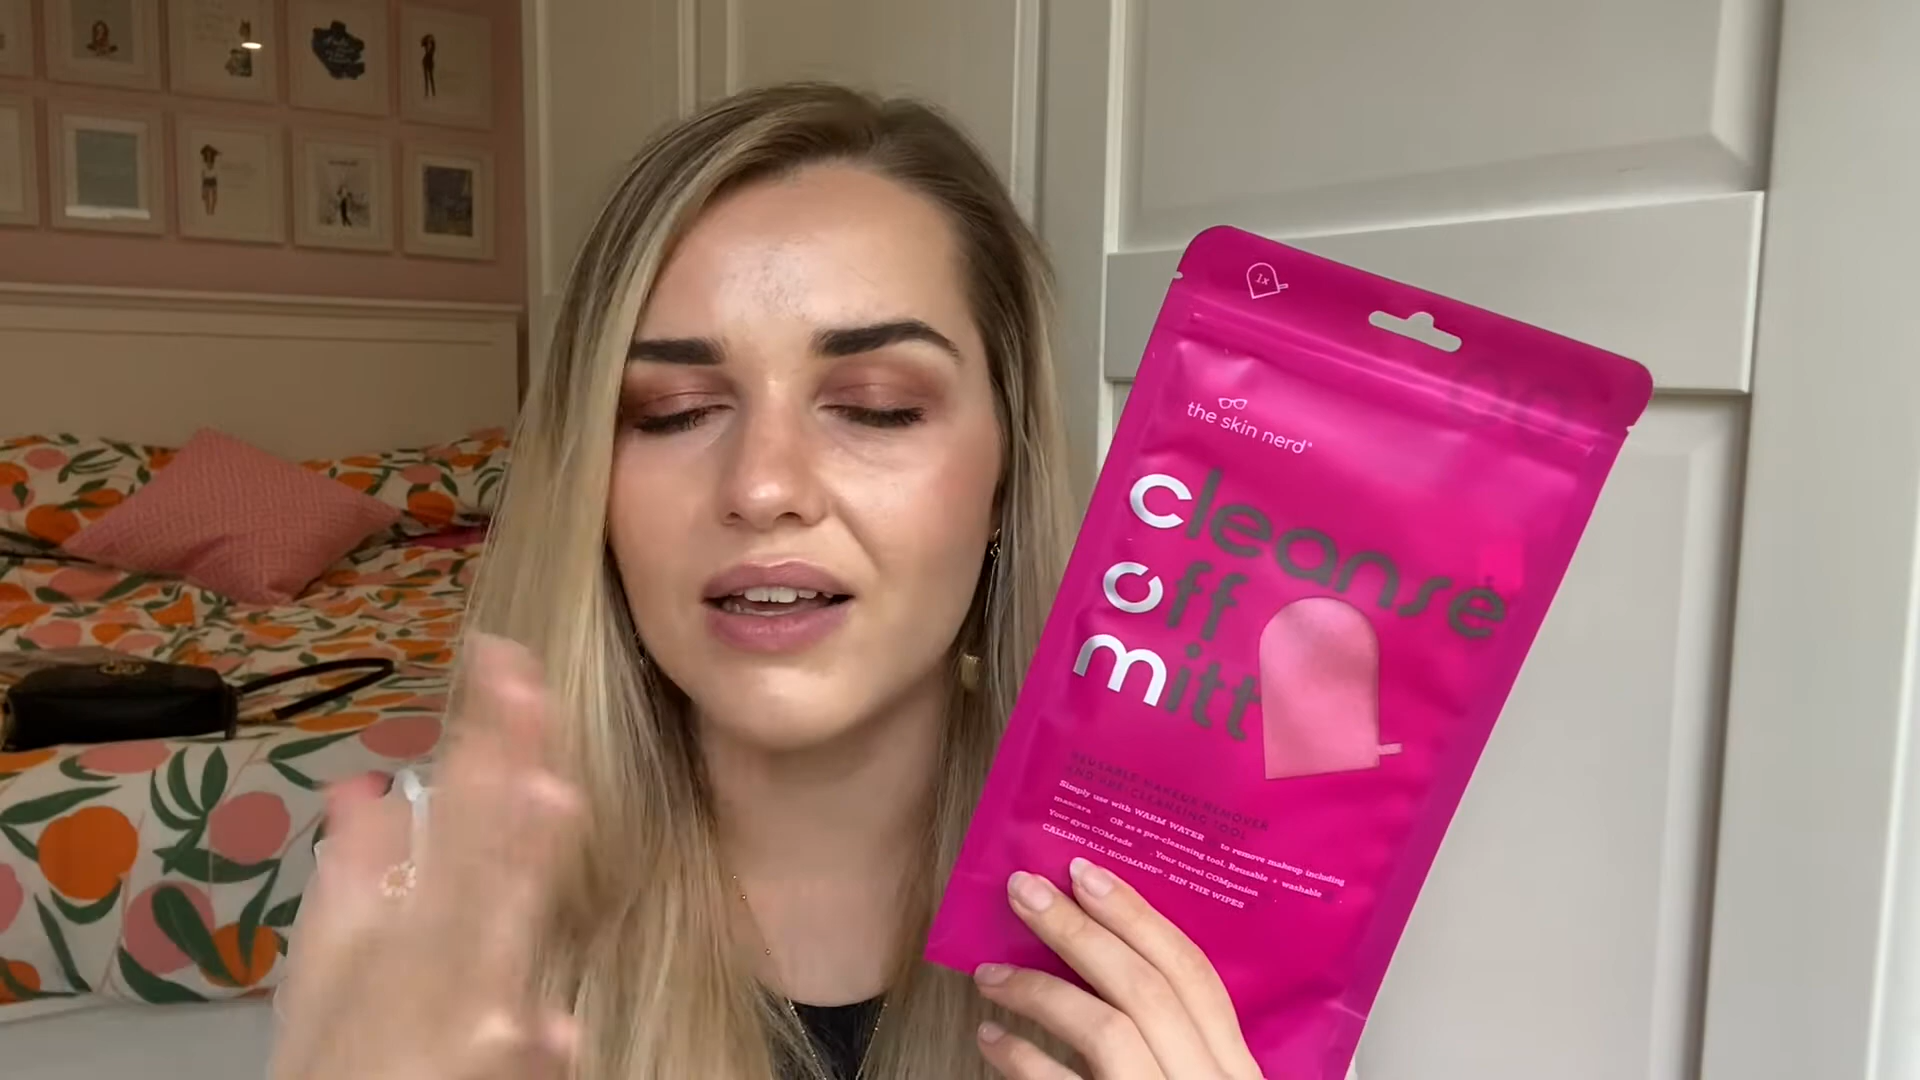 1x
the skin nerd®
cleanse
off
mitt
REUSABLE MAKEUP REMOVER
AND PRE-CLEANSING TOOL
Simply use with WARM WATER to remove makeup including
mascara OR as a pre-cleansing tool. Reusable + washable
Your gym COMrade . Your travel COMpanion .
CALLING ALL HOOMANS® - BIN THE WIPES